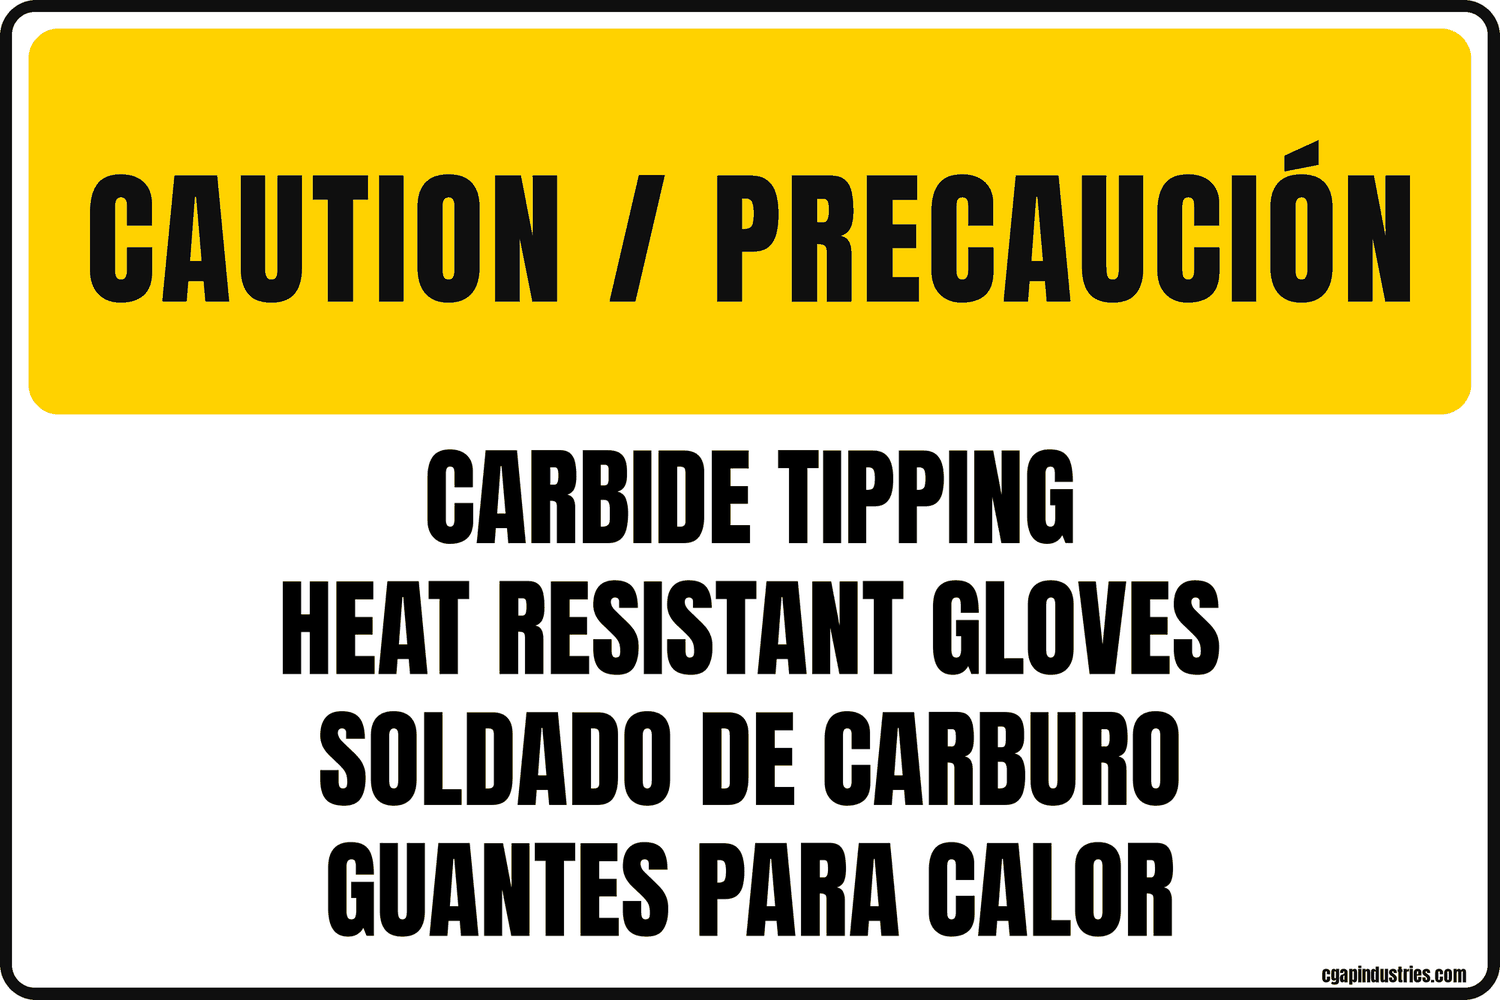 CAUTION / PRECAUCIÓN
CARBIDE TIPPING
HEAT RESISTANT GLOVES
SOLDADO DE CARBURO
GUANTES PARA CALOR
cgapindustries.com